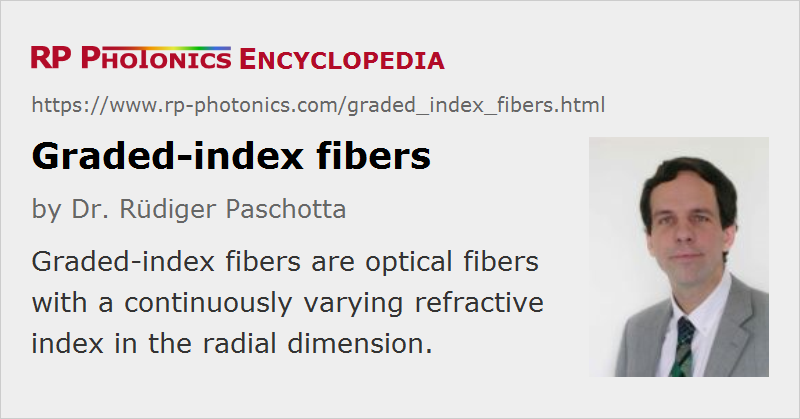 RP PHOTONICS ENCYCLOPEDIA
https://www.rp-photonics.com/graded_index_fibers.html
Graded-index fibers
by Dr. Rüdiger Paschotta
Graded-index fibers are optical fibers
with a continuously varying refractive
index in the radial dimension.